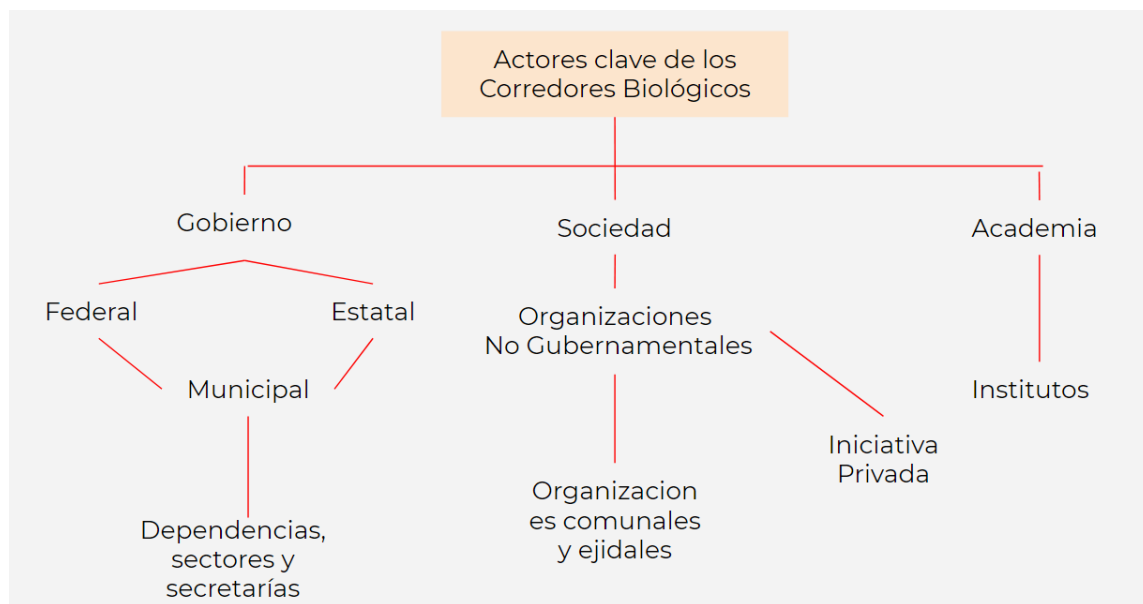 Actores clave de los
Corredores Biológicos
Gobierno
Sociedad
Academia
Federal
Estatal
Organizaciones
No Gubernamentales
Municipal
Institutos
Iniciativa
Privada
Organizacion
es comunales
y ejidales
Dependencias,
sectores y
secretarías